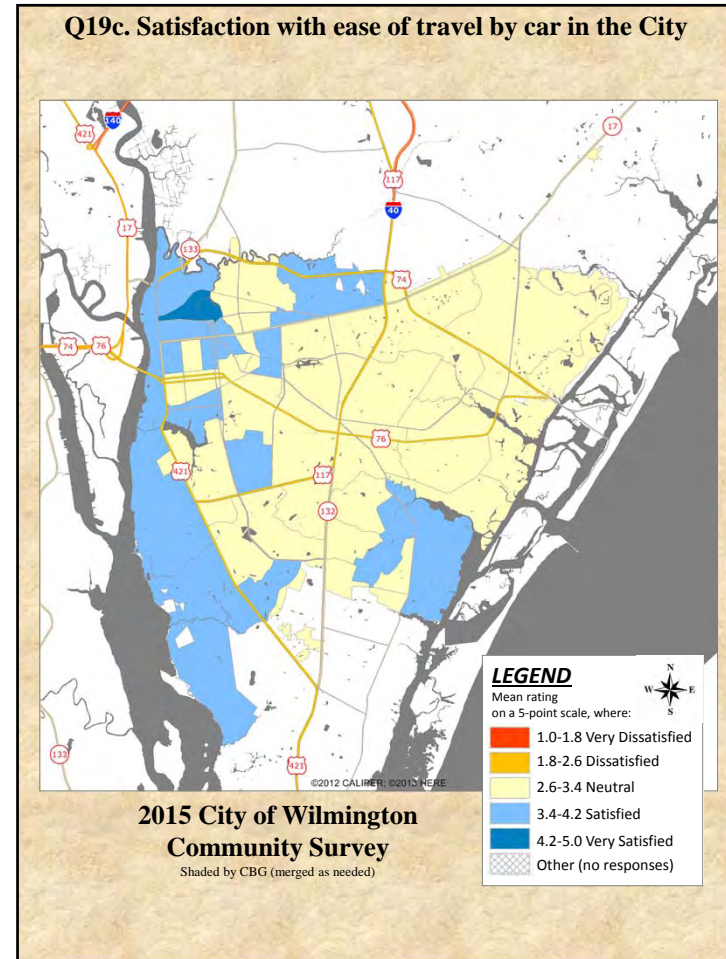 Q19c. Satisfaction with ease of travel by car in the City
140
421
117
17
17
40
133
74
74
76
76
421
117
132
133
421
©2012 CALIPER; ©2013 HERE
LEGEND
Mean rating
on a 5-point scale, where:
N
W E
S
1.0-1.8 Very Dissatisfied
1.8-2.6 Dissatisfied
2.6-3.4 Neutral
3.4-4.2 Satisfied
4.2-5.0 Very Satisfied
Other (no responses)
2015 City of Wilmington
Community Survey
Shaded by CBG (merged as needed)